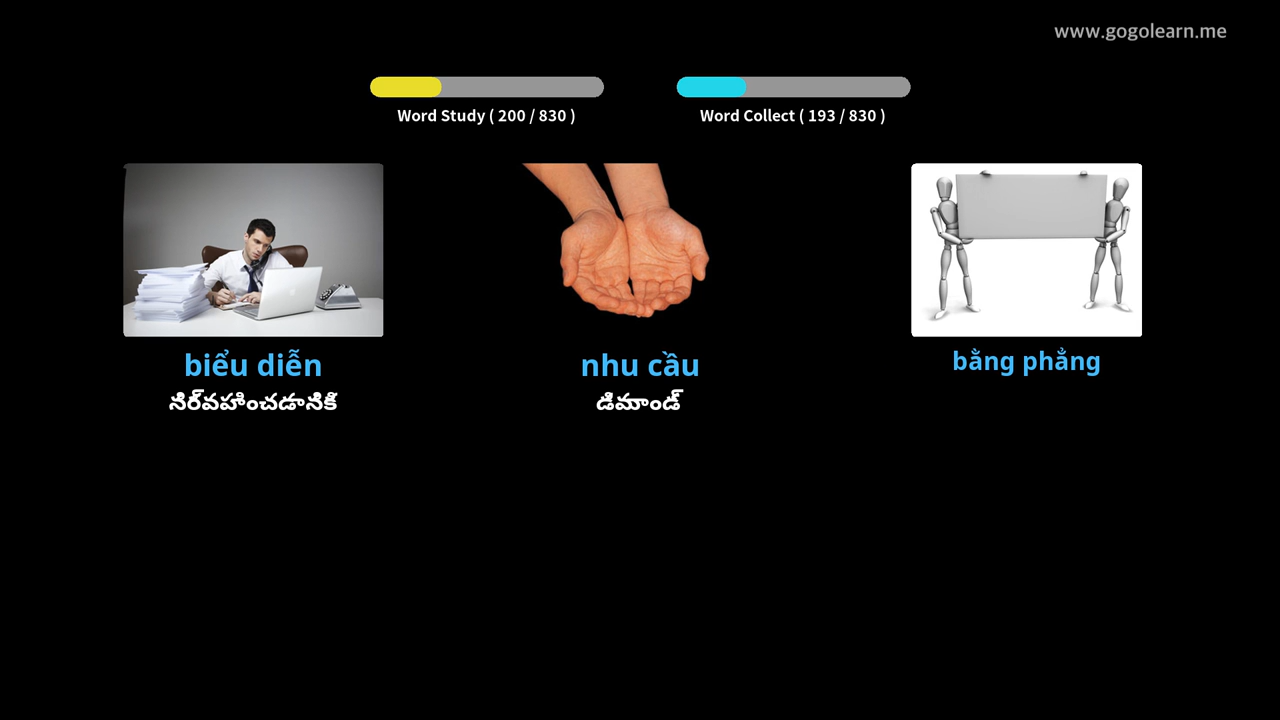 www.gogolearn.me
Word Study ( 200 / 830 )
Word Collect ( 193 / 830 )
biểu diễn
నిర్వహించడానికి
nhu cầu
డిమాండ్
bằng phẳng